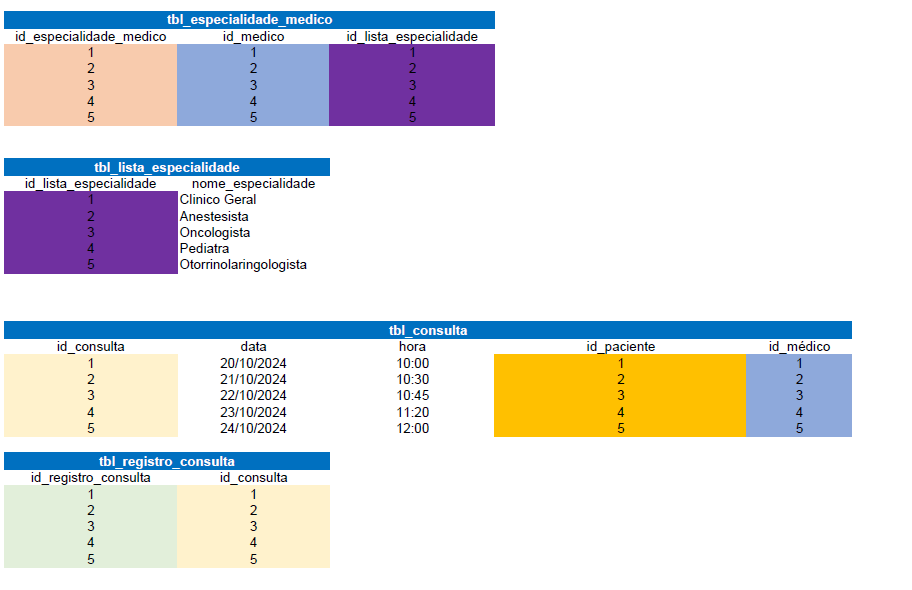 tbl_especialidade_medico
id_especialidade_medico id_medico id_lista_especialidade
1 1 1
2 2 2
3 3 3
4 4 4
5 5 5
tbl_lista_especialidade
id_lista_especialidade nome_especialidade
1 Clinico Geral
2 Anestesista
3 Oncologista
4 Pediatra
5 Otorrinolaringologista
tbl_consulta
id_consulta data hora id_paciente id_médico
1 20/10/2024 10:00 1 1
2 21/10/2024 10:30 2 2
3 22/10/2024 10:45 3 3
4 23/10/2024 11:20 4 4
5 24/10/2024 12:00 5 5
tbl_registro_consulta
id_registro_consulta id_consulta
1 1
2 2
3 3
4 4
5 5